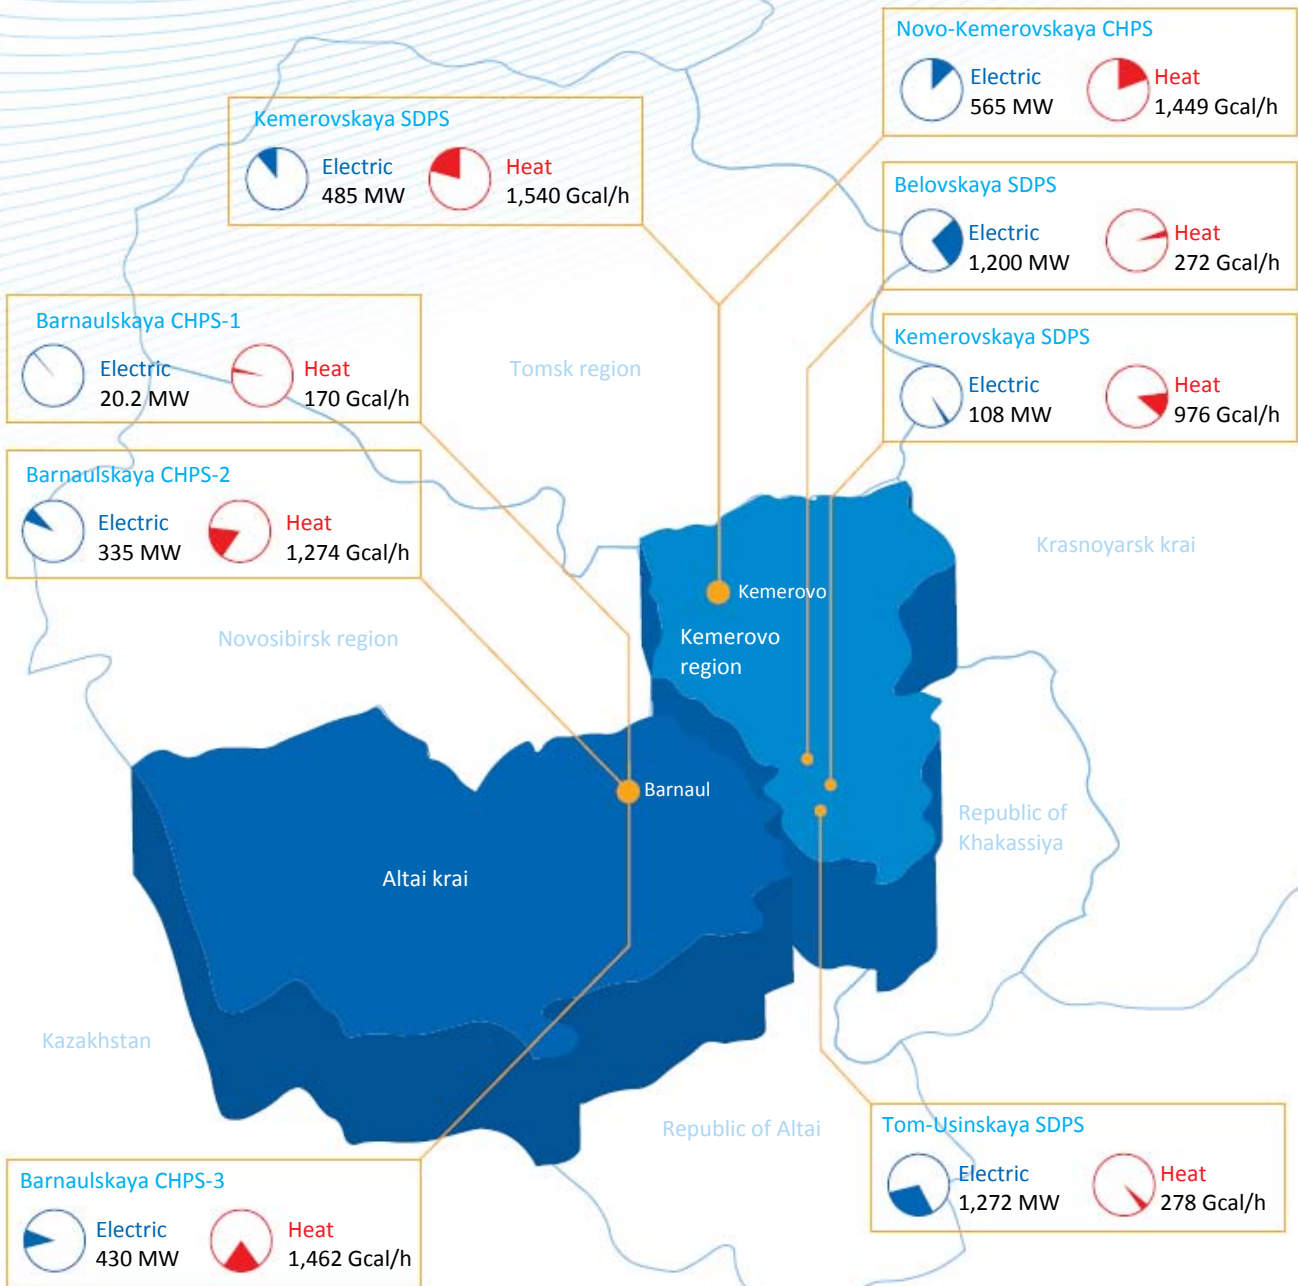 Novo-Kemerovskaya CHPS
Electric
565 MW
Heat
1,449 Gcal/h
Kemerovskaya SDPS
Electric
485 MW
Heat
1,540 Gcal/h
Belovskaya SDPS
Electric
1,200 MW
Heat
272 Gcal/h
Barnaulskaya CHPS-1
Electric
20.2 MW
Heat
170 Gcal/h
Kemerovskaya SDPS
Electric
108 MW
Heat
976 Gcal/h
Tomsk region
Barnaulskaya CHPS-2
Electric
335 MW
Heat
1,274 Gcal/h
Krasnoyarsk krai
Kemerovo
Novosibirsk region
Kemerovo
region
Barnaul
Republic of
Khakassiya
Altai krai
Kazakhstan
Republic of Altai
Tom-Usinskaya SDPS
Electric
1,272 MW
Heat
278 Gcal/h
Barnaulskaya CHPS-3
Electric
430 MW
Heat
1,462 Gcal/h